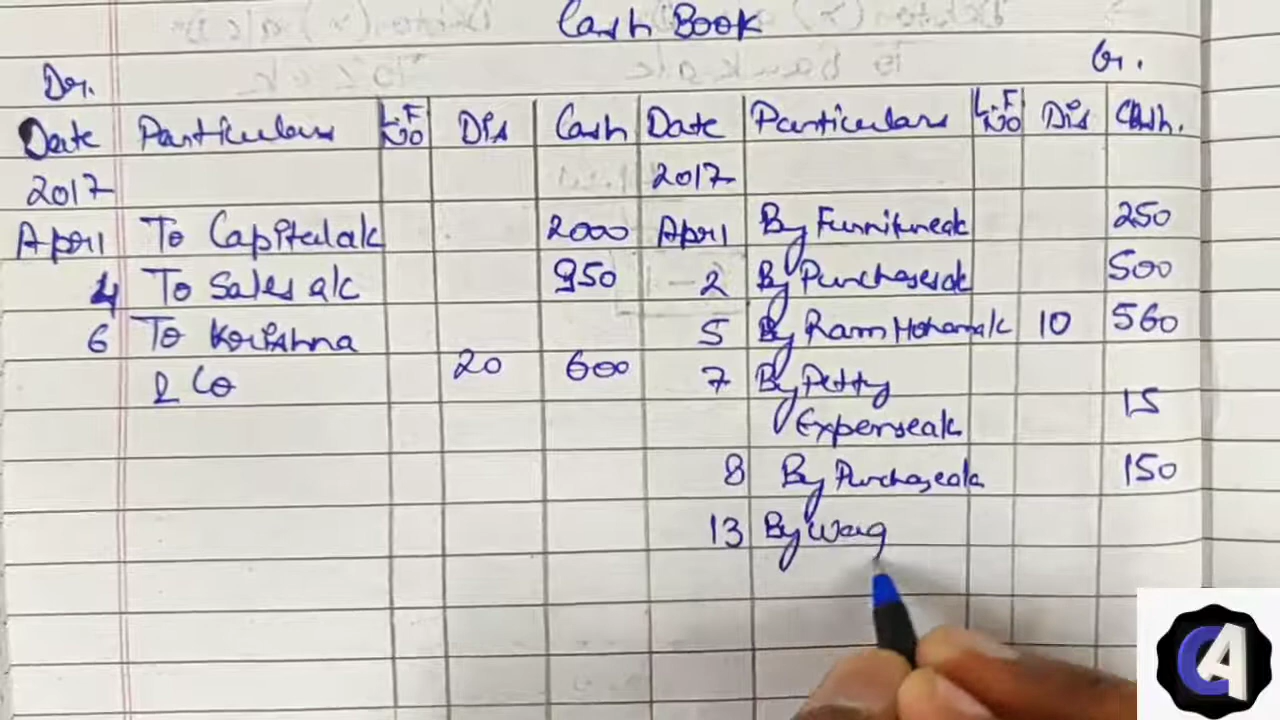 Cash Book
Dr. Cr.
Date Particulars L.F No Dis Cash Date Particulars L.F No Dis Cash.
2017 2017
April To Capital a/c 2000 April By Furniture a/c 250
4 To Sales a/c 950 2 By Purchases a/c 500
6 To Krishna 5 By Ram Mohan a/c 10 560
& Co 20 600 7 By Petty
Expense a/c 15
8 By Purchase a/c 150
13 By Wag
CA